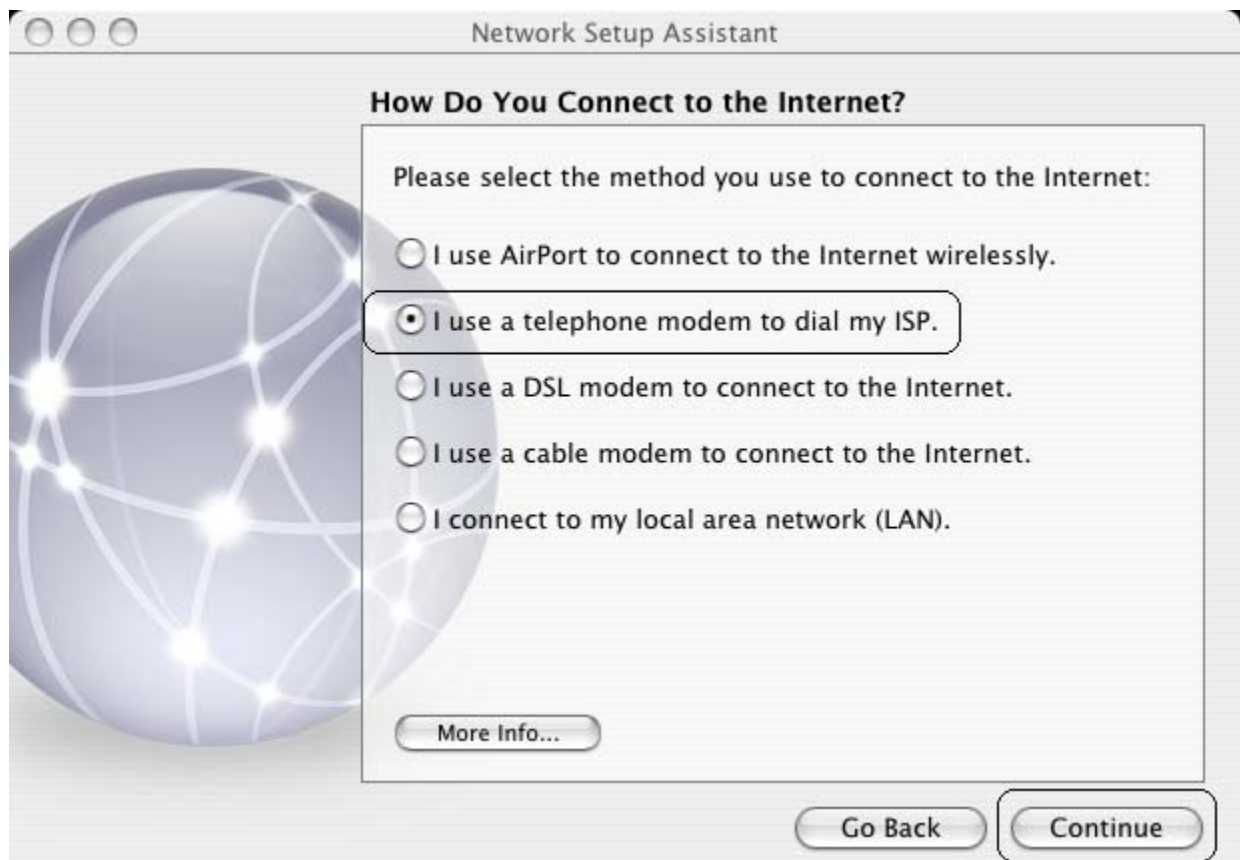 Network Setup Assistant
How Do You Connect to the Internet?
Please select the method you use to connect to the Internet:
I use AirPort to connect to the Internet wirelessly.
I use a telephone modem to dial my ISP.
I use a DSL modem to connect to the Internet.
I use a cable modem to connect to the Internet.
I connect to my local area network (LAN).
More Info...
Go Back
Continue